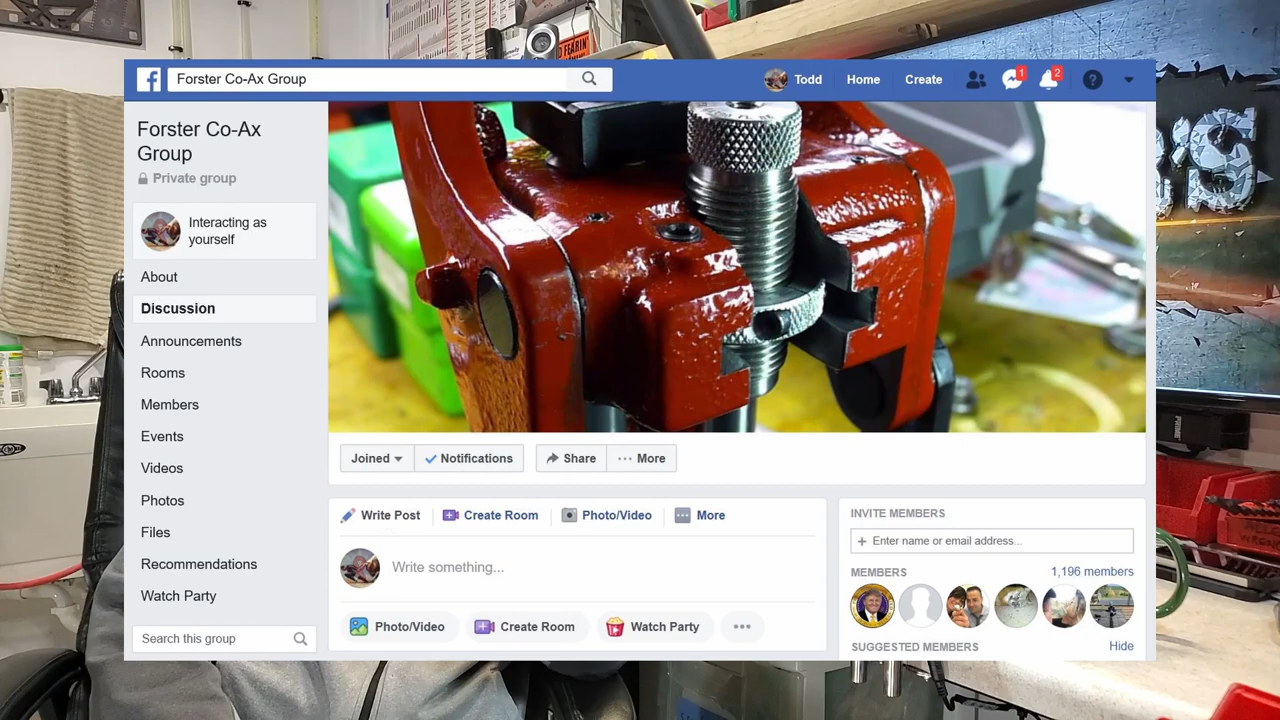 FEARIN'
Forster Co-Ax Group
Todd
Home
Create
1
2
Forster Co-Ax
Group
Private group
Interacting as
yourself
About
Discussion
Announcements
Rooms
Members
Events
Videos
Photos
Files
Recommendations
Watch Party
Search this group
'S
Joined
Notifications
Share
More
Write Post
Create Room
Photo/Video
More
Write something...
Photo/Video
Create Room
Watch Party
INVITE MEMBERS
+ Enter name or email address...
MEMBERS
1,196 members
SUGGESTED MEMBERS
Hide